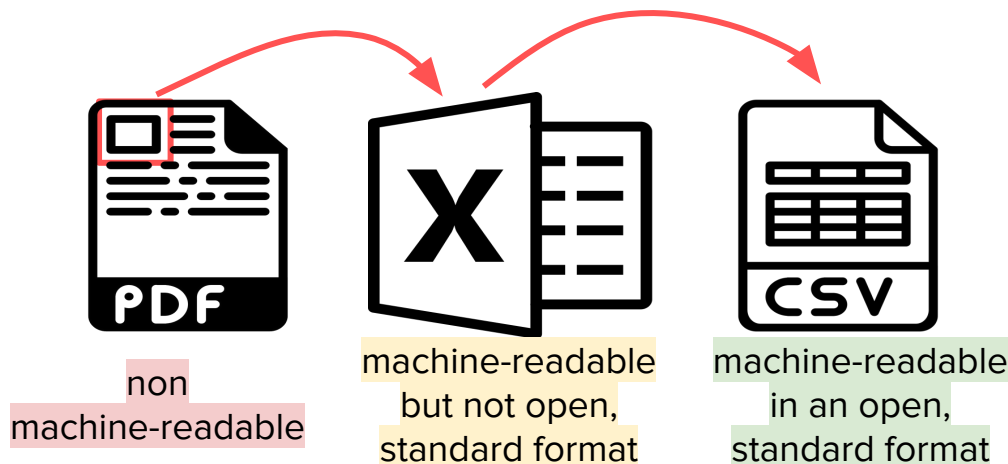 PDF
X
CSV
non
machine-readable
machine-readable
but not open,
standard format
machine-readable
in an open,
standard format